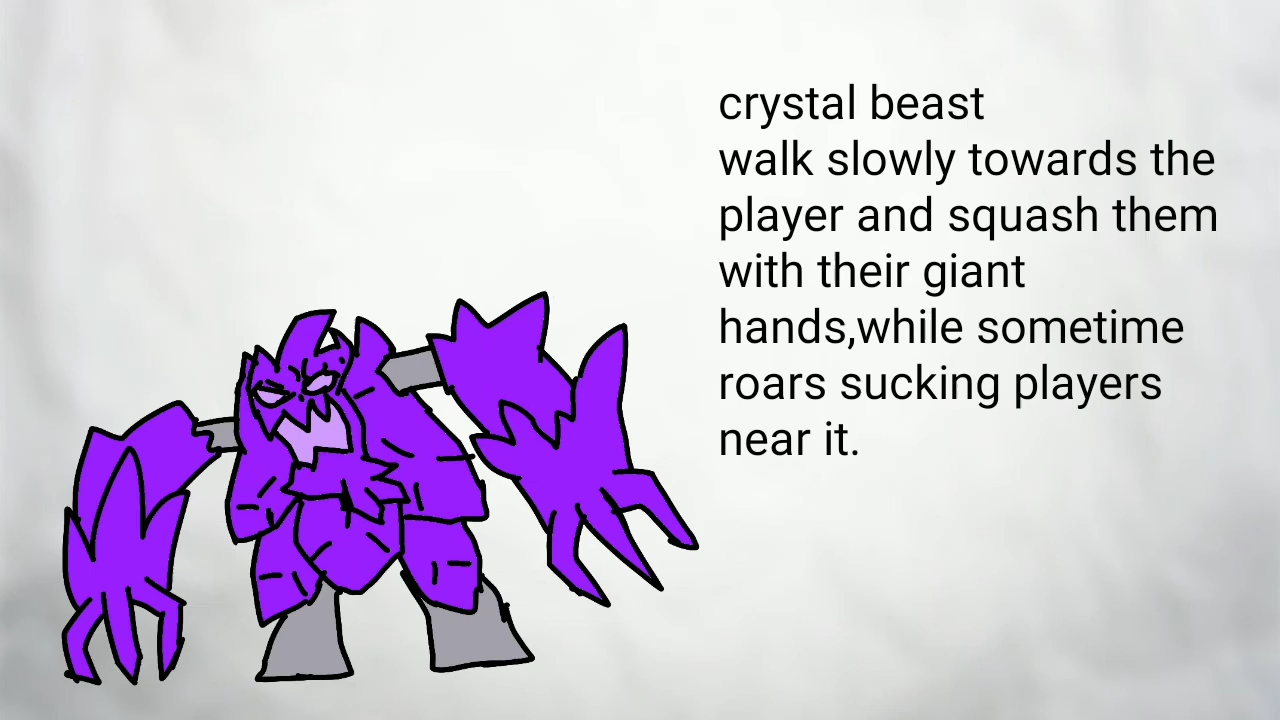 crystal beast
walk slowly towards the
player and squash them
with their giant
hands,while sometime
roars sucking players
near it.